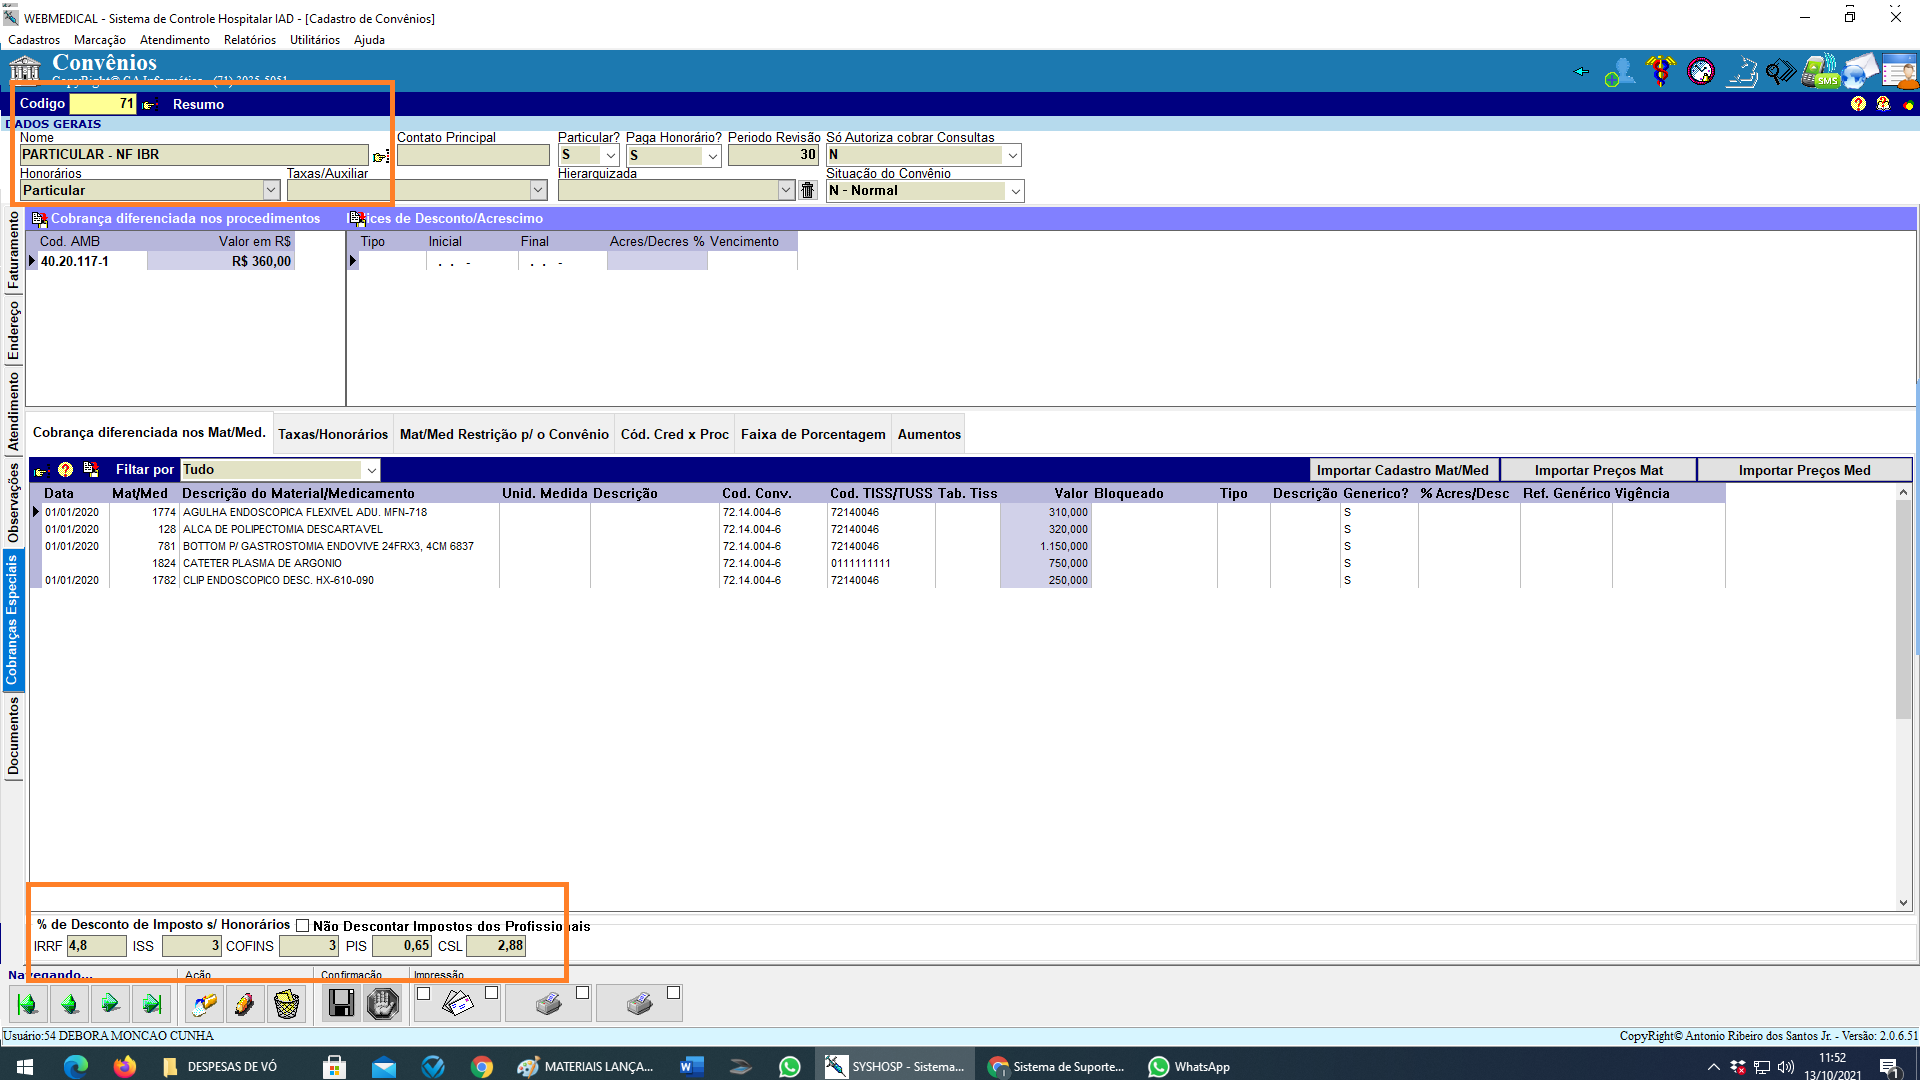 WEBMEDICAL - Sistema de Controle Hospitalar IAD - [Cadastro de Convênios]
Cadastros Marcação Atendimento Relatórios Utilitários Ajuda
Convênios
CopyRight© CA Informática - (71) 3035-5051
Codigo 71 Resumo
DADOS GERAIS
Nome Contato Principal Particular? Paga Honorário? Periodo Revisão Só Autoriza cobrar Consultas
PARTICULAR - NF IBR S S 30 N
Honorários Taxas/Auxiliar Hierarquizada Situação do Convênio
Particular N - Normal
Cobrança diferenciada nos procedimentos ices de Desconto/Acrescimo
Cod. AMB Valor em R$ Tipo Inicial Final Acres/Decres % Vencimento
40.20.117-1 R$ 360,00 . . - . . -
Faturamento
Endereço
Atendimento
Observações
Cobranças Especiais
Documentos
Cobrança diferenciada nos Mat/Med. Taxas/Honorários Mat/Med Restrição p/ o Convênio Cód. Cred x Proc Faixa de Porcentagem Aumentos
Filtar por Tudo Importar Cadastro Mat/Med Importar Preços Mat Importar Preços Med
Data Mat/Med Descrição do Material/Medicamento Unid. Medida Descrição Cod. Conv. Cod. TISS/TUSS Tab. Tiss Valor Bloqueado Tipo Descrição Generico? % Acres/Desc Ref. Genérico Vigência
01/01/2020 1774 AGULHA ENDOSCOPICA FLEXIVEL ADU. MFN-718 72.14.004-6 72140046 310,000 S
01/01/2020 128 ALCA DE POLIPECTOMIA DESCARTAVEL 72.14.004-6 72140046 320,000 S
01/01/2020 781 BOTTOM P/ GASTROSTOMIA ENDOVIVE 24FRX3, 4CM 6837 72.14.004-6 72140046 1.150,000 S
1824 CATETER PLASMA DE ARGONIO 72.14.004-6 0111111111 750,000 S
01/01/2020 1782 CLIP ENDOSCOPICO DESC. HX-610-090 72.14.004-6 72140046 250,000 S
% de Desconto de Imposto s/ Honorários Não Descontar Impostos dos Profissionais
IRRF 4,8 ISS 3 COFINS 3 PIS 0,65 CSL 2,88
Navegando... Ação Confirmação Impressão
Usuário:54 DEBORA MONCAO CUNHA CopyRight© Antonio Ribeiro dos Santos Jr. - Versão: 2.0.6.51
DESPESAS DE VÓ MATERIAIS LANÇA... SYSHOSP - Sistema... Sistema de Suporte... WhatsApp 11:52
13/10/2021
SMS
1